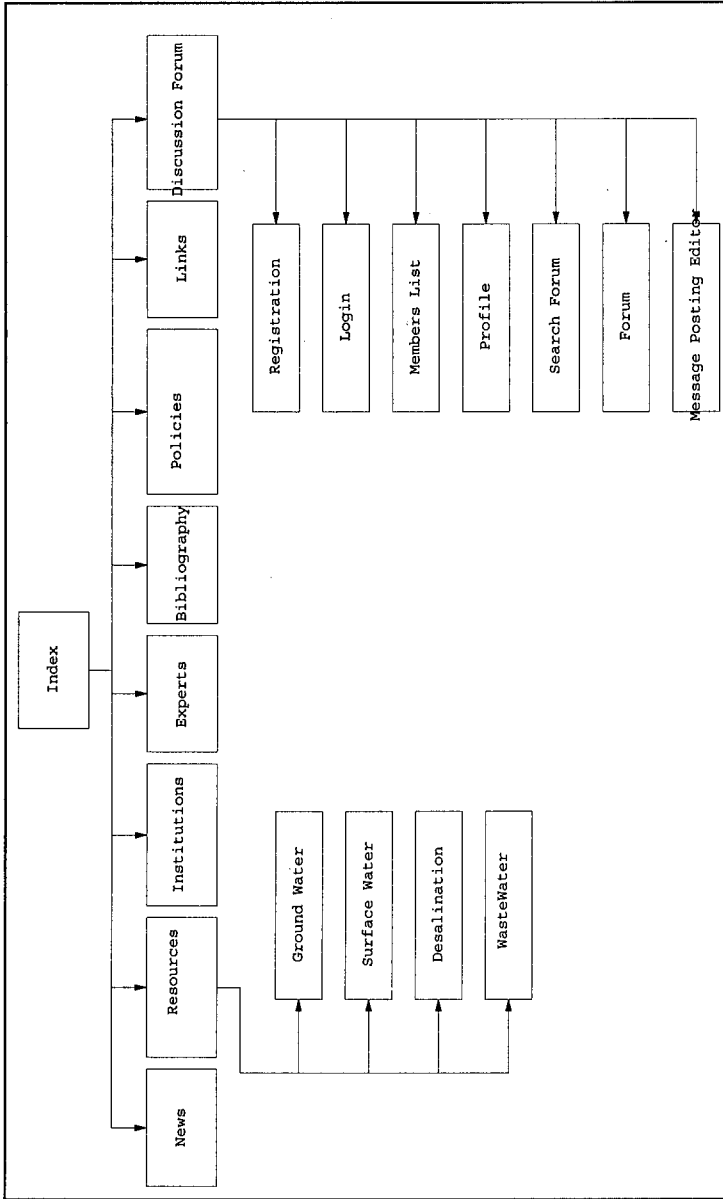 Index
News
Resources
Institutions
Experts
Bibliography
Policies
Links
Discussion Forum
Ground Water
Surface Water
Desalination
WasteWater
Registration
Login
Members List
Profile
Search Forum
Forum
Message Posting Editor